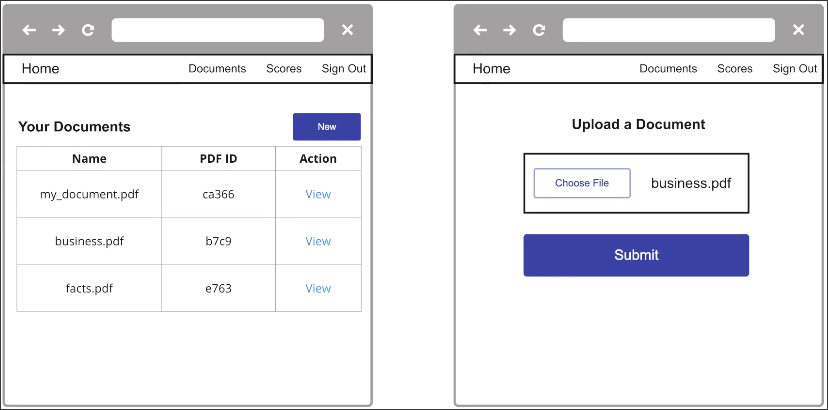 Home Documents Scores Sign Out
Your Documents New
Name PDF ID Action
my_document.pdf ca366 View
business.pdf b7c9 View
facts.pdf e763 View
Home Documents Scores Sign Out
Upload a Document
Choose File business.pdf
Submit